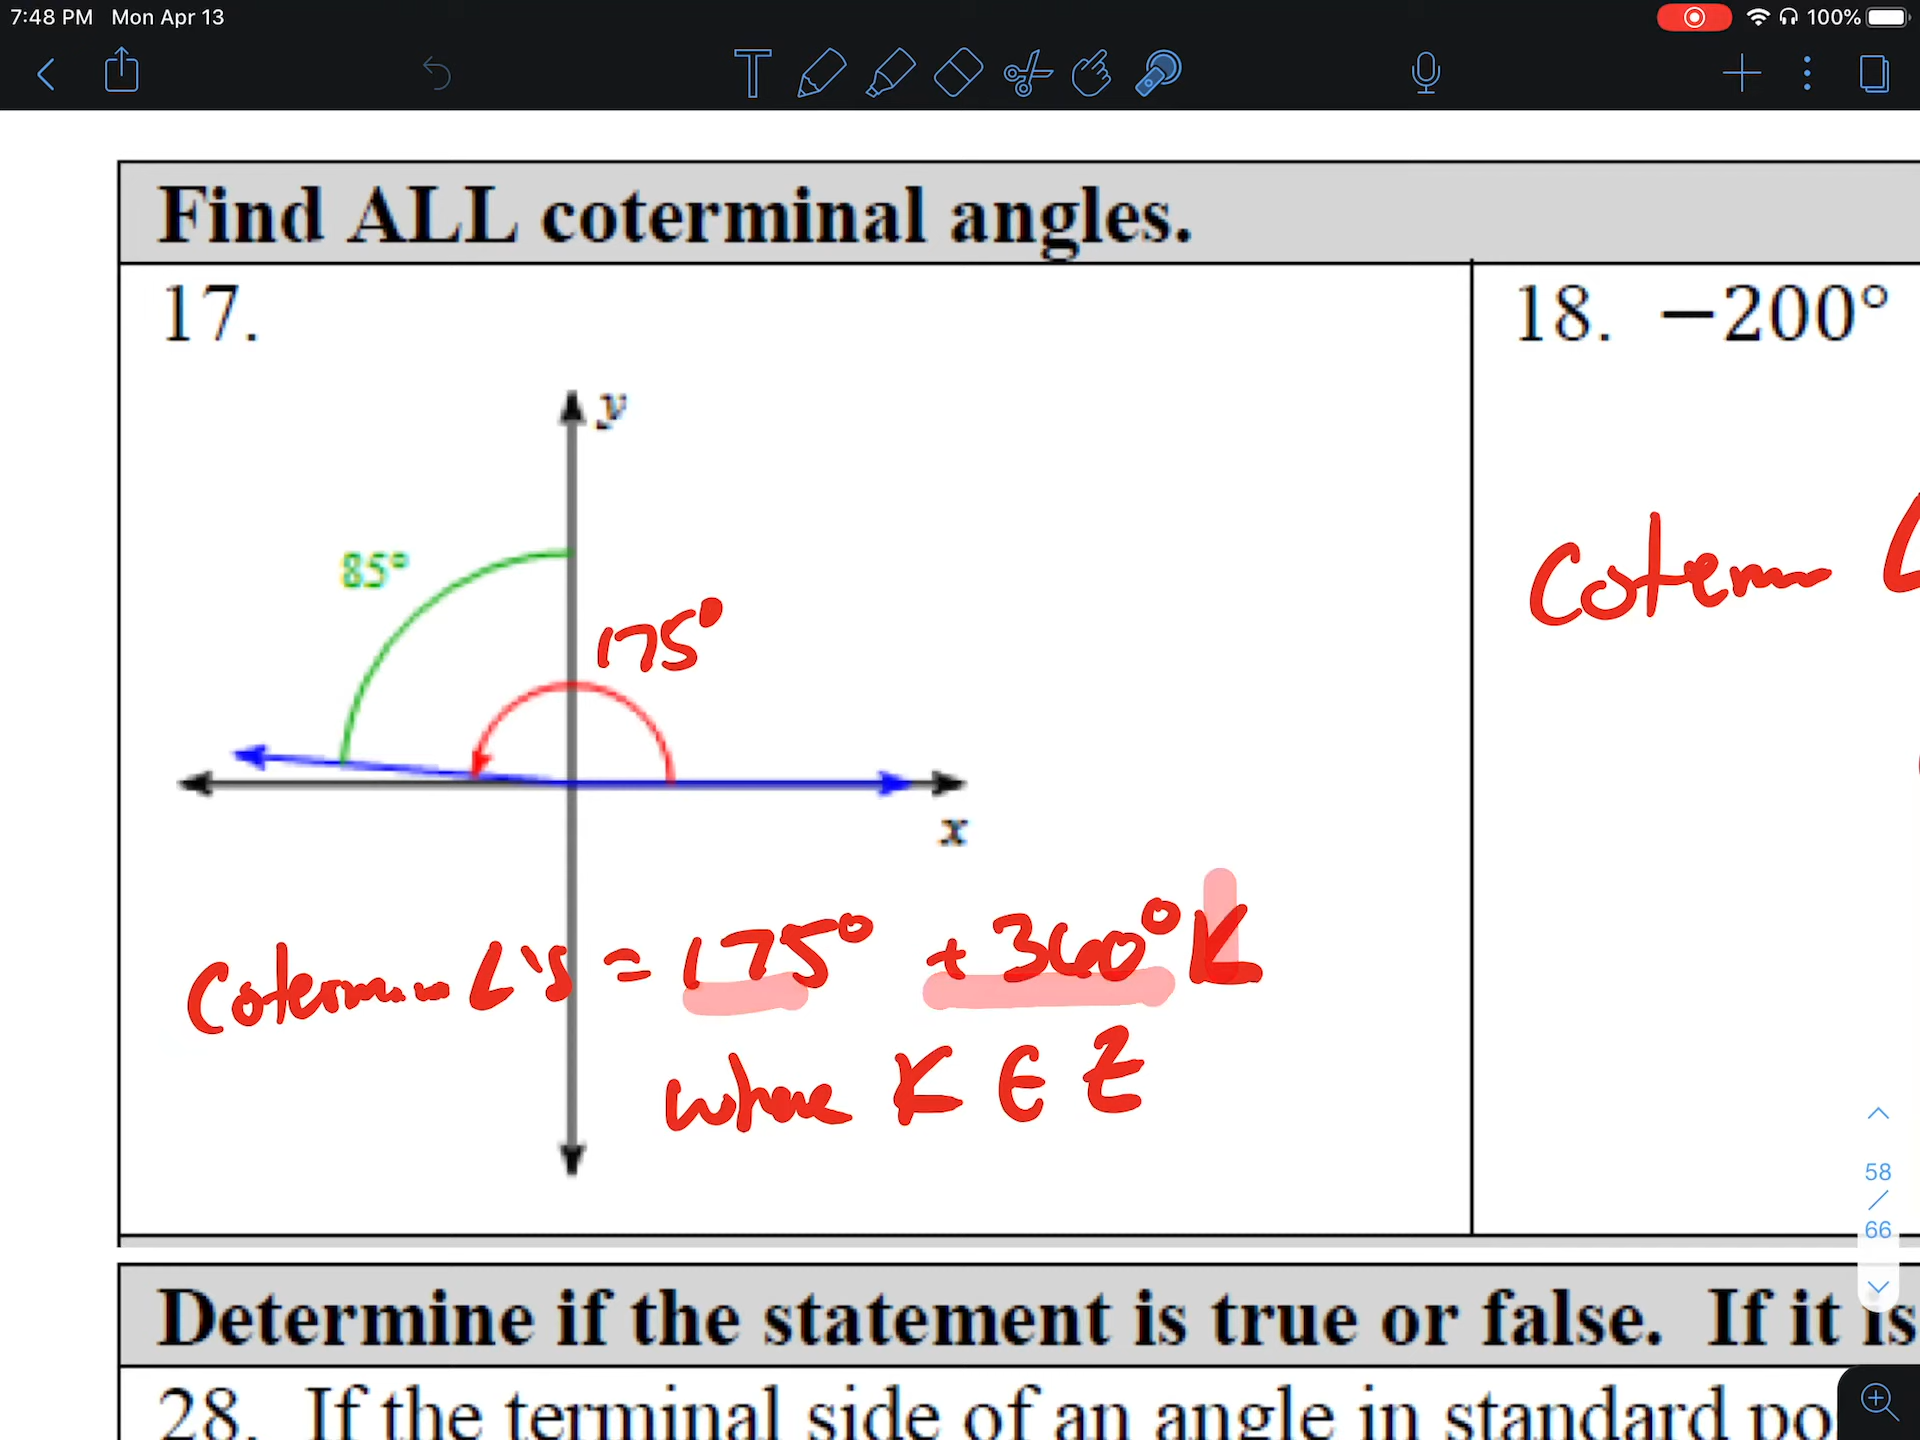 7:48 PM Mon Apr 13
100%
Find ALL coterminal angles.
17.
18. −200°
y
85°
175°
x
Coterm
Cotermin ∠'s = 175° + 360° K
where K ∈ Z
58
/
66
Determine if the statement is true or false. If it is
28. If the terminal side of an angle in standard po